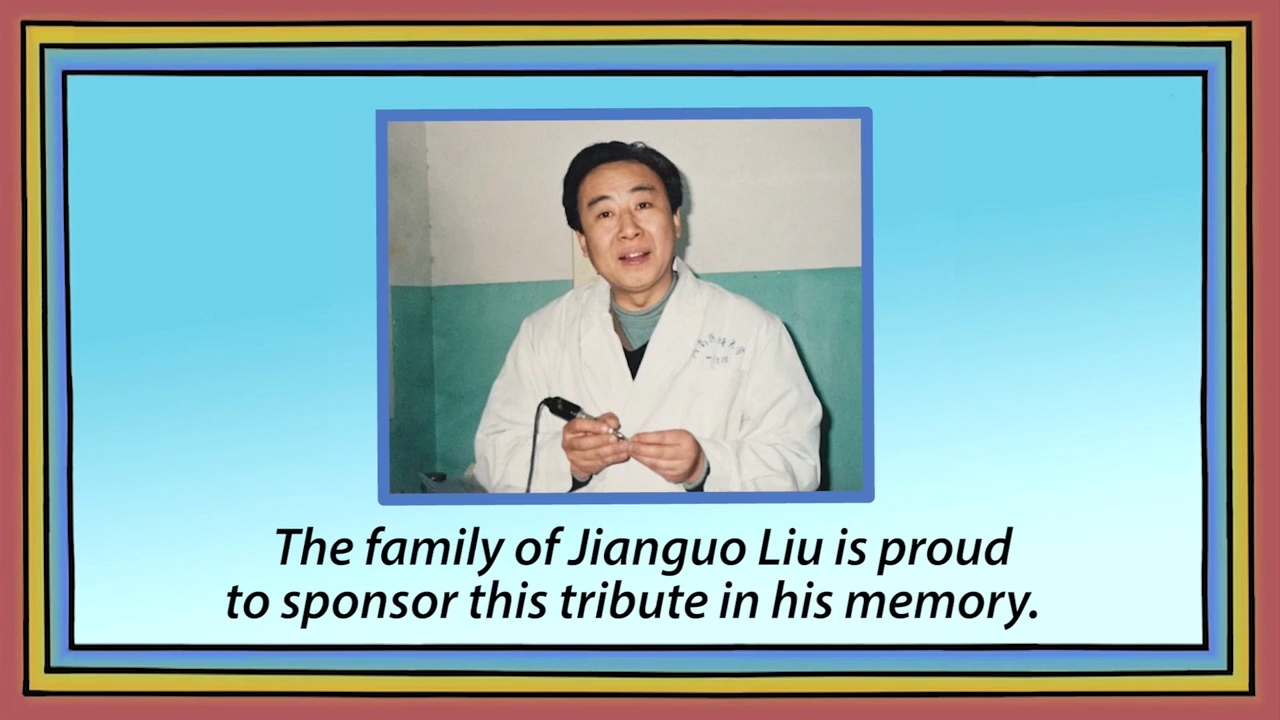 The family of Jianguo Liu is proud
to sponsor this tribute in his memory.